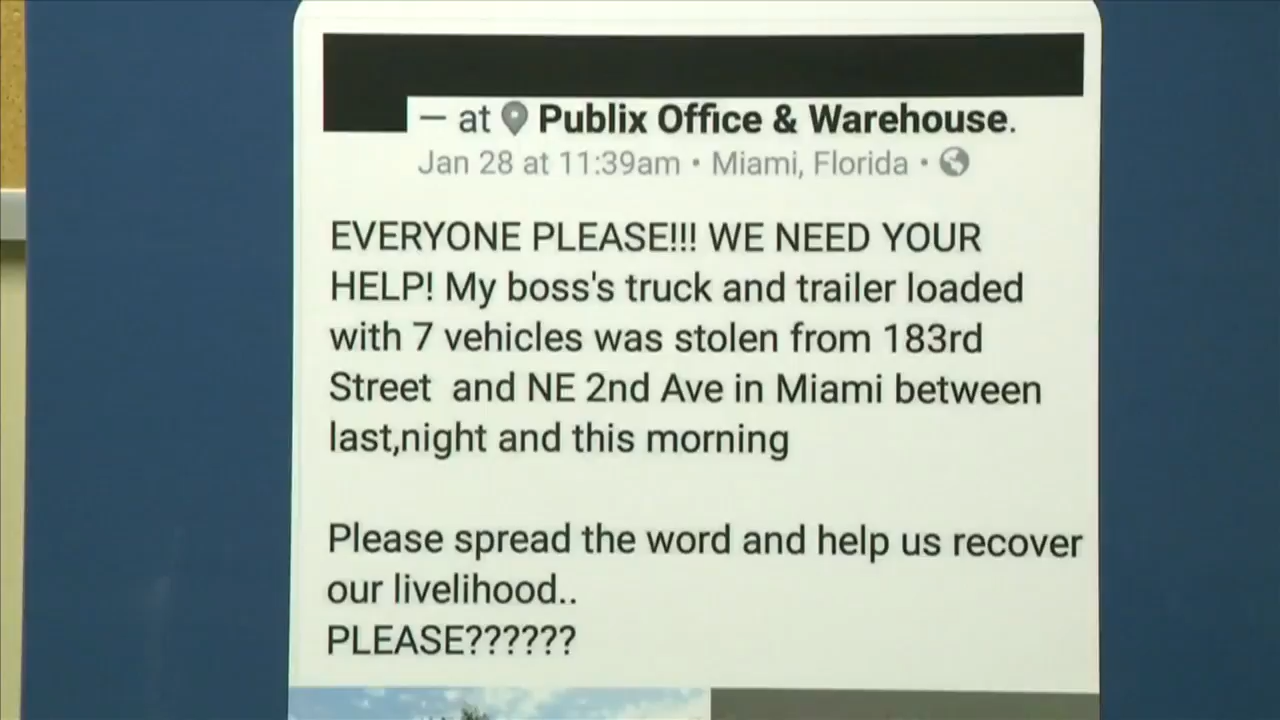 — at Publix Office & Warehouse.
Jan 28 at 11:39am • Miami, Florida •
EVERYONE PLEASE!!! WE NEED YOUR
HELP! My boss's truck and trailer loaded
with 7 vehicles was stolen from 183rd
Street  and NE 2nd Ave in Miami between
last,night and this morning
Please spread the word and help us recover
our livelihood..
PLEASE??????